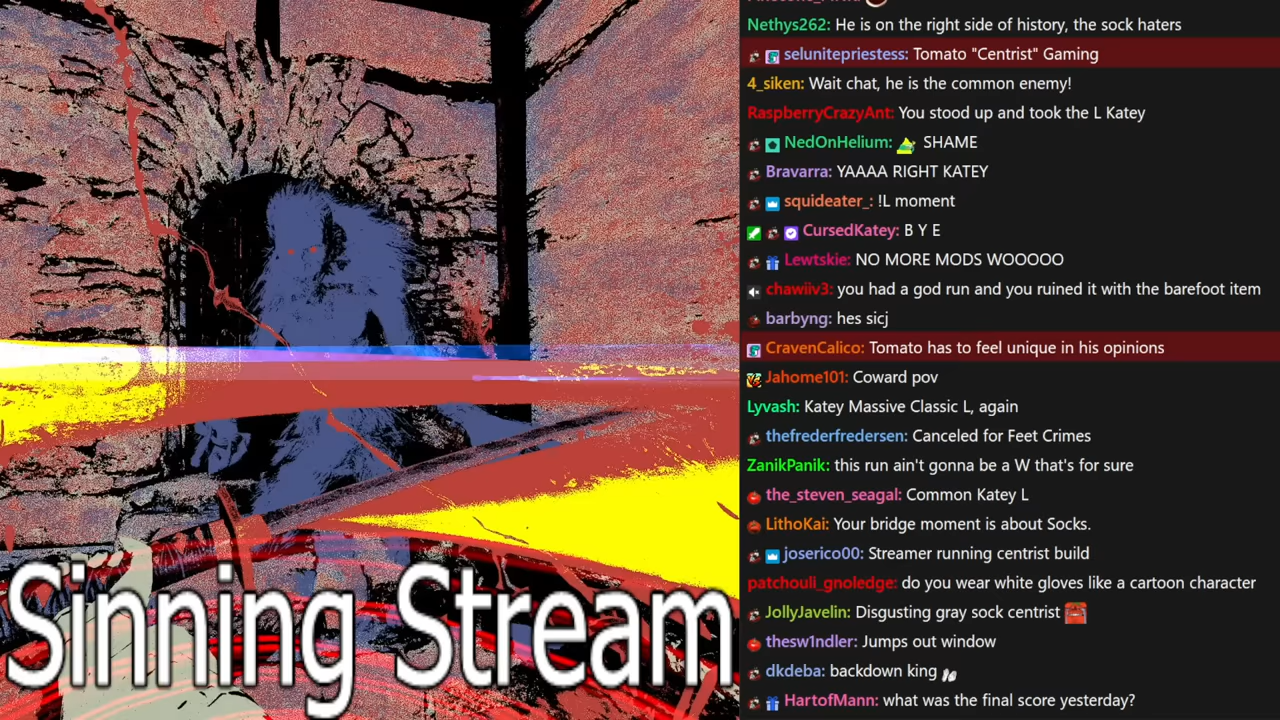 Nethys262: He is on the right side of history, the sock haters
selunitepriestess: Tomato "Centrist" Gaming
4_siken: Wait chat, he is the common enemy!
RaspberryCrazyAnt: You stood up and took the L Katey
NedOnHelium: SHAME
Bravarra: YAAAA RIGHT KATEY
squideater_: !L moment
CursedKatey: B Y E
Lewtskie: NO MORE MODS WOOOOO
chawiiv3: you had a god run and you ruined it with the barefoot item
barbyng: hes sicj
CravenCalico: Tomato has to feel unique in his opinions
Jahome101: Coward pov
Lyvash: Katey Massive Classic L, again
thefrederfredersen: Canceled for Feet Crimes
ZanikPanik: this run ain't gonna be a W that's for sure
the_steven_seagal: Common Katey L
LithoKai: Your bridge moment is about Socks.
joserico00: Streamer running centrist build
patchouli_gnoledge: do you wear white gloves like a cartoon character
JollyJavelin: Disgusting gray sock centrist
thesw1ndler: Jumps out window
dkdeba: backdown king
HartofMann: what was the final score yesterday?
Sinning Stream